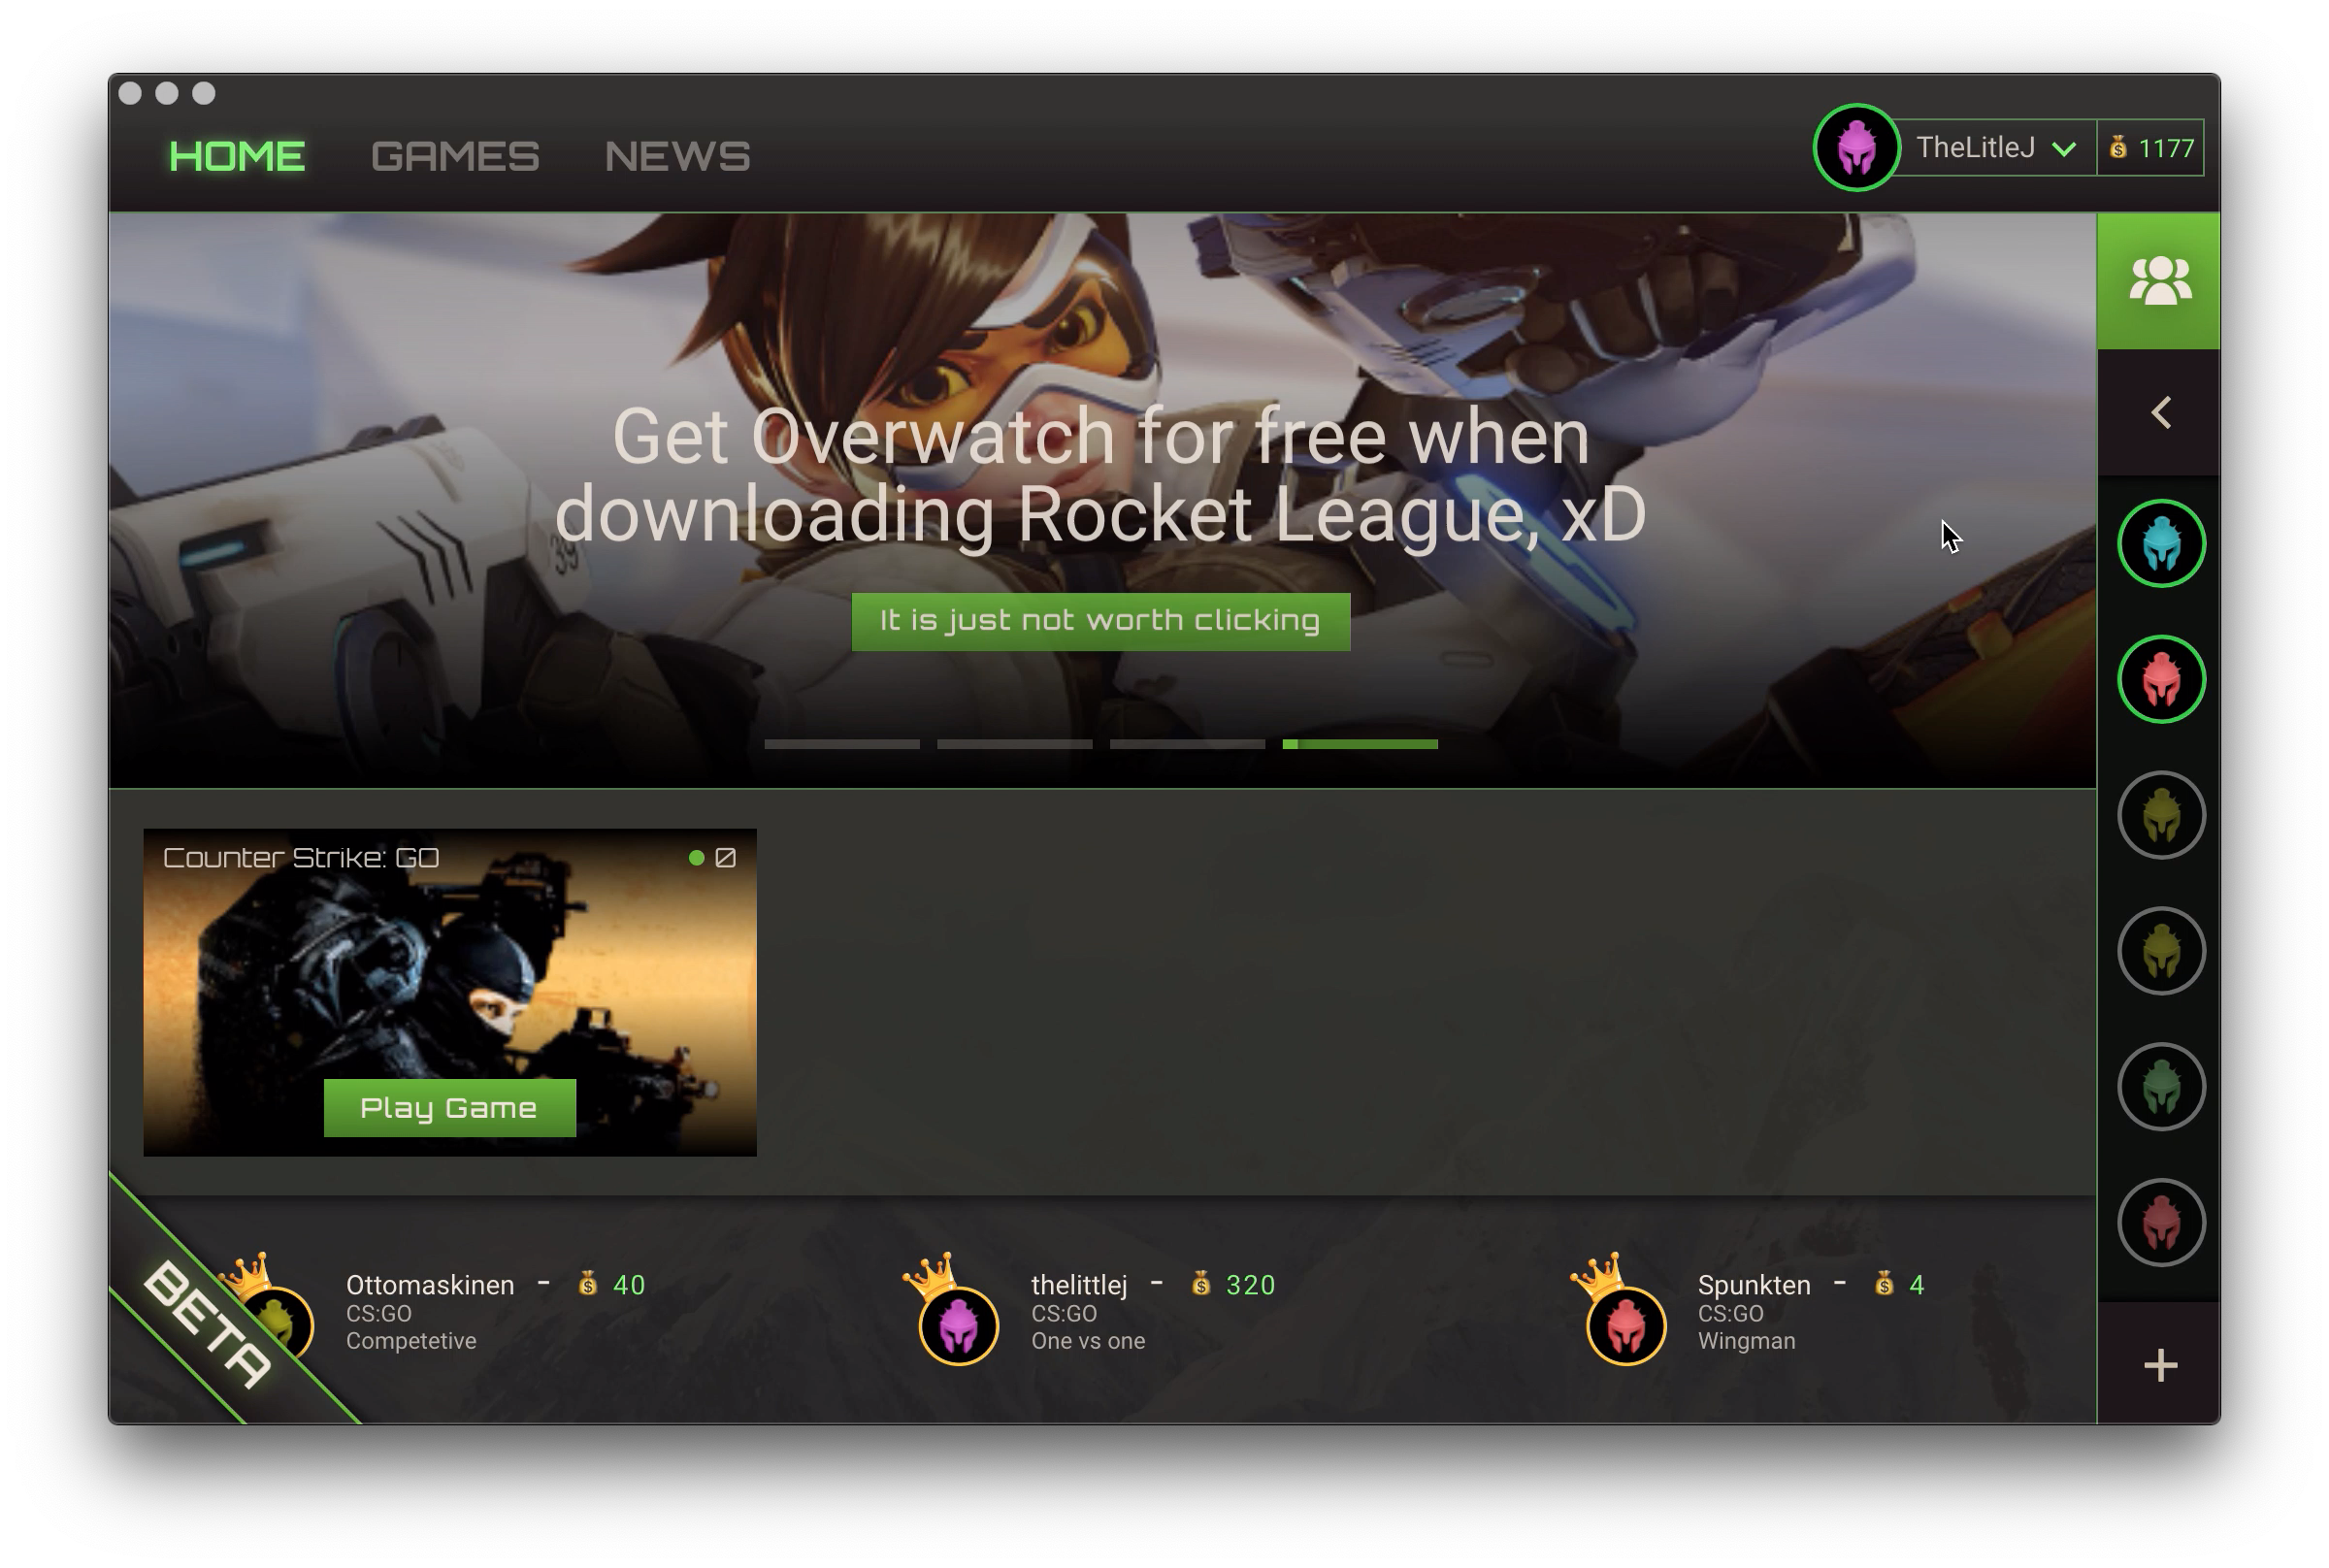 HOME GAMES NEWS
TheLitleJ 1177
Get Overwatch for free when
downloading Rocket League, xD
39
It is just not worth clicking
Counter Strike: GO
Play Game
BETA
Ottomaskinen - 40
CS:GO
Competetive
thelittlej - 320
CS:GO
One vs one
Spunkten - 4
CS:GO
Wingman